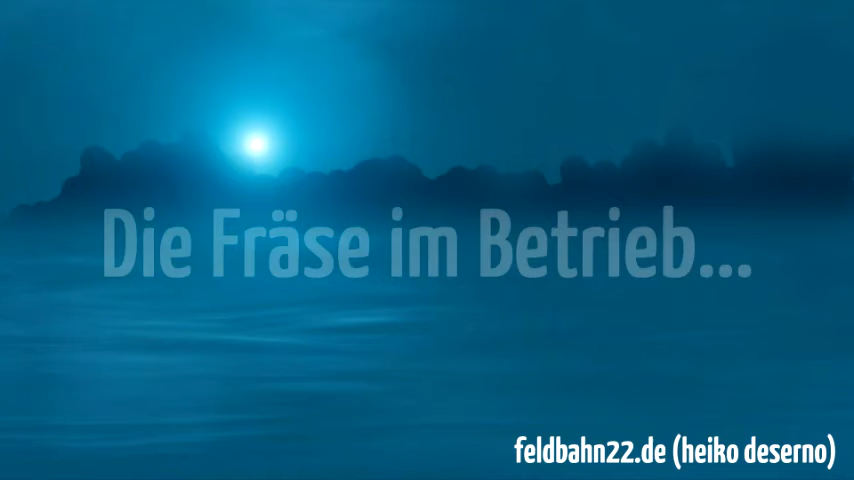 Die Fräse im Betrieb...
feldbahn22.de (heiko deserno)